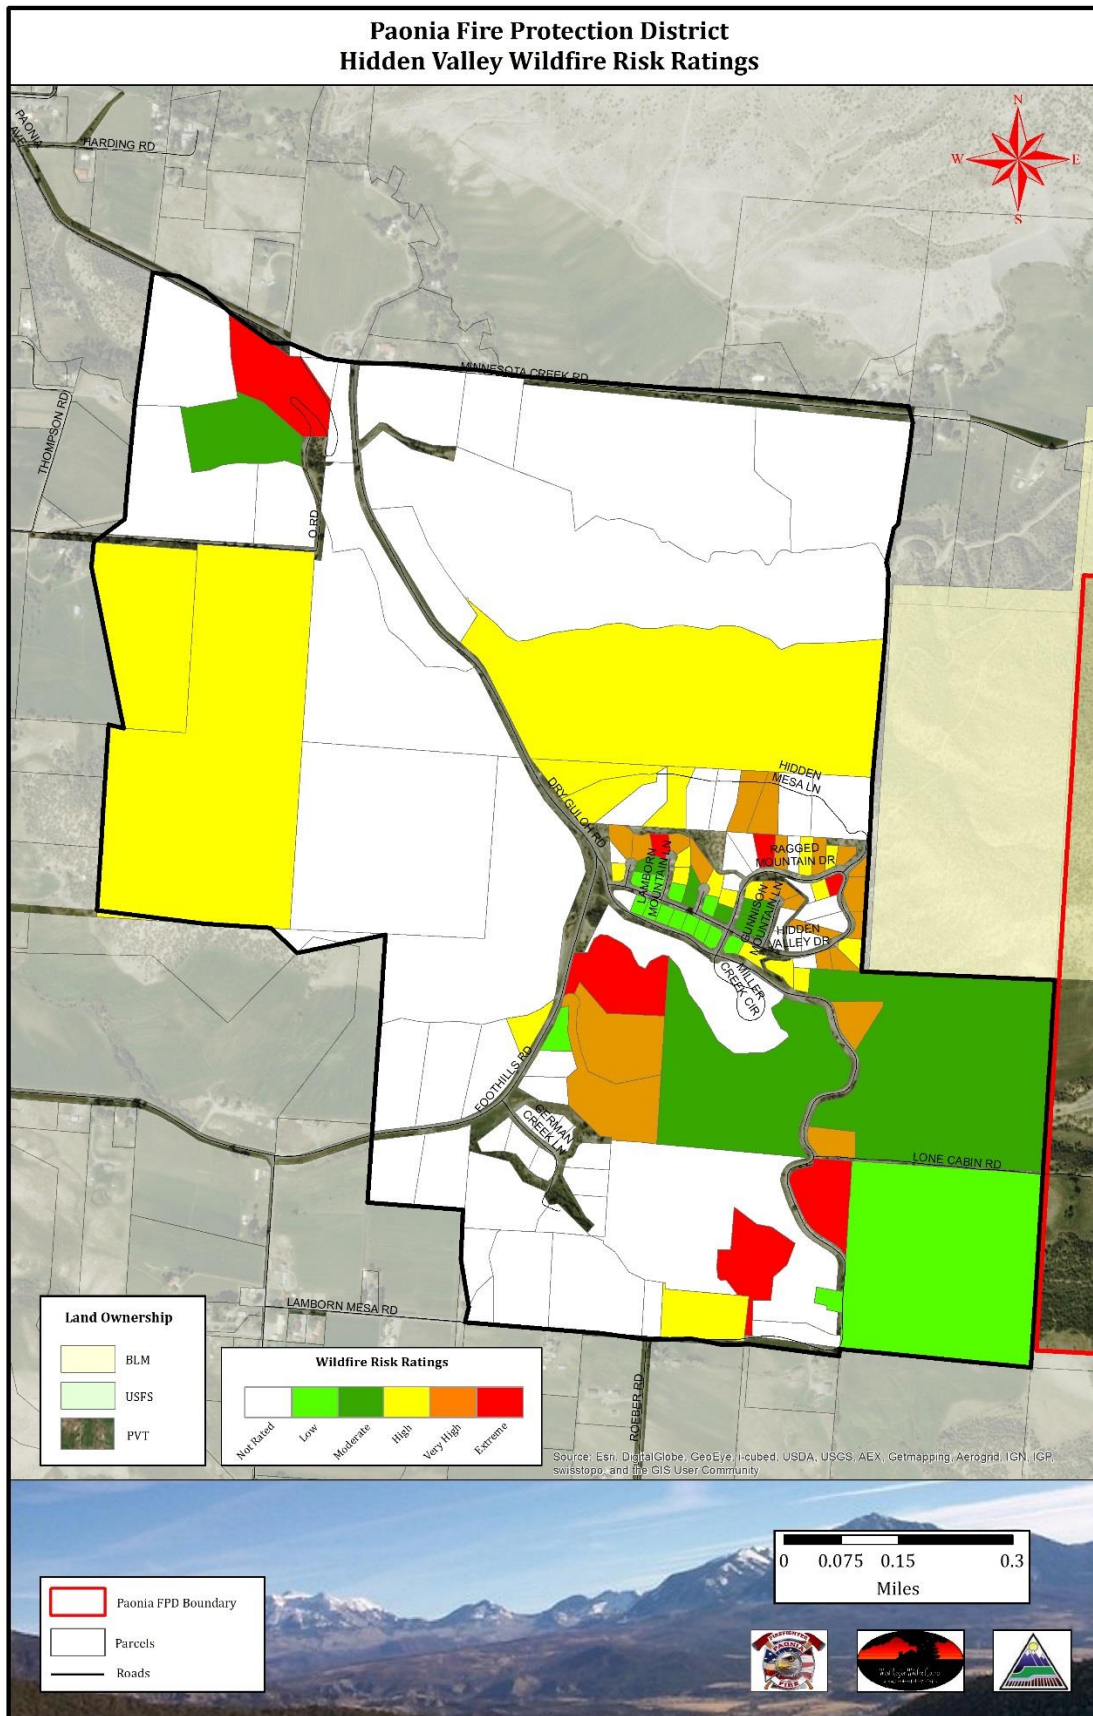 Paonia Fire Protection District
Hidden Valley Wildfire Risk Ratings
PAONIA
AVE
HARDING RD
N
W
E
S
MINNESOTA CREEK RD
THOMPSON RD
O RD
DRY GULCH RD
HIDDEN
MESA LN
RAGGED
MOUNTAIN DR
LAMBORN
MOUNTAIN LN
GUNNISON
MOUNTAIN LN
HIDDEN
VALLEY DR
MILLER
CREEK CIR
FOOTHILLS RD
GERMAN
CREEK LN
LONE CABIN RD
LAMBORN MESA RD
ROEBER RD
Land Ownership
BLM
USFS
PVT
Wildfire Risk Ratings
Not Rated
Low
Moderate
High
Very High
Extreme
Source: Esri, DigitalGlobe, GeoEye, i-cubed, USDA, USGS, AEX, Getmapping, Aerogrid, IGN, IGP,
swisstopo, and the GIS User Community
0 0.075 0.15 0.3
Miles
Paonia FPD Boundary
Parcels
Roads
FIREFIGHTER
PAONIA
FIRE